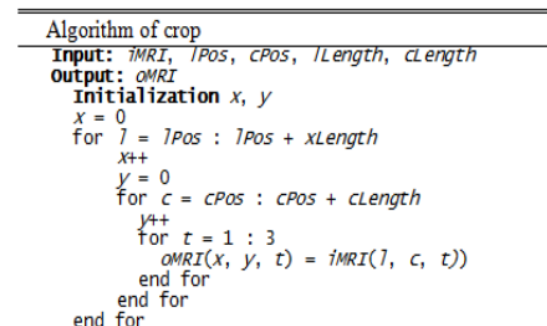 Algorithm of crop
Input: iMRI, lPos, cPos, lLength, cLength
Output: oMRI
Initialization x, y
x = 0
for l = lPos : lPos + xLength
x++
y = 0
for c = cPos : cPos + cLength
y++
for t = 1 : 3
oMRI(x, y, t) = iMRI(l, c, t))
end for
end for
end for